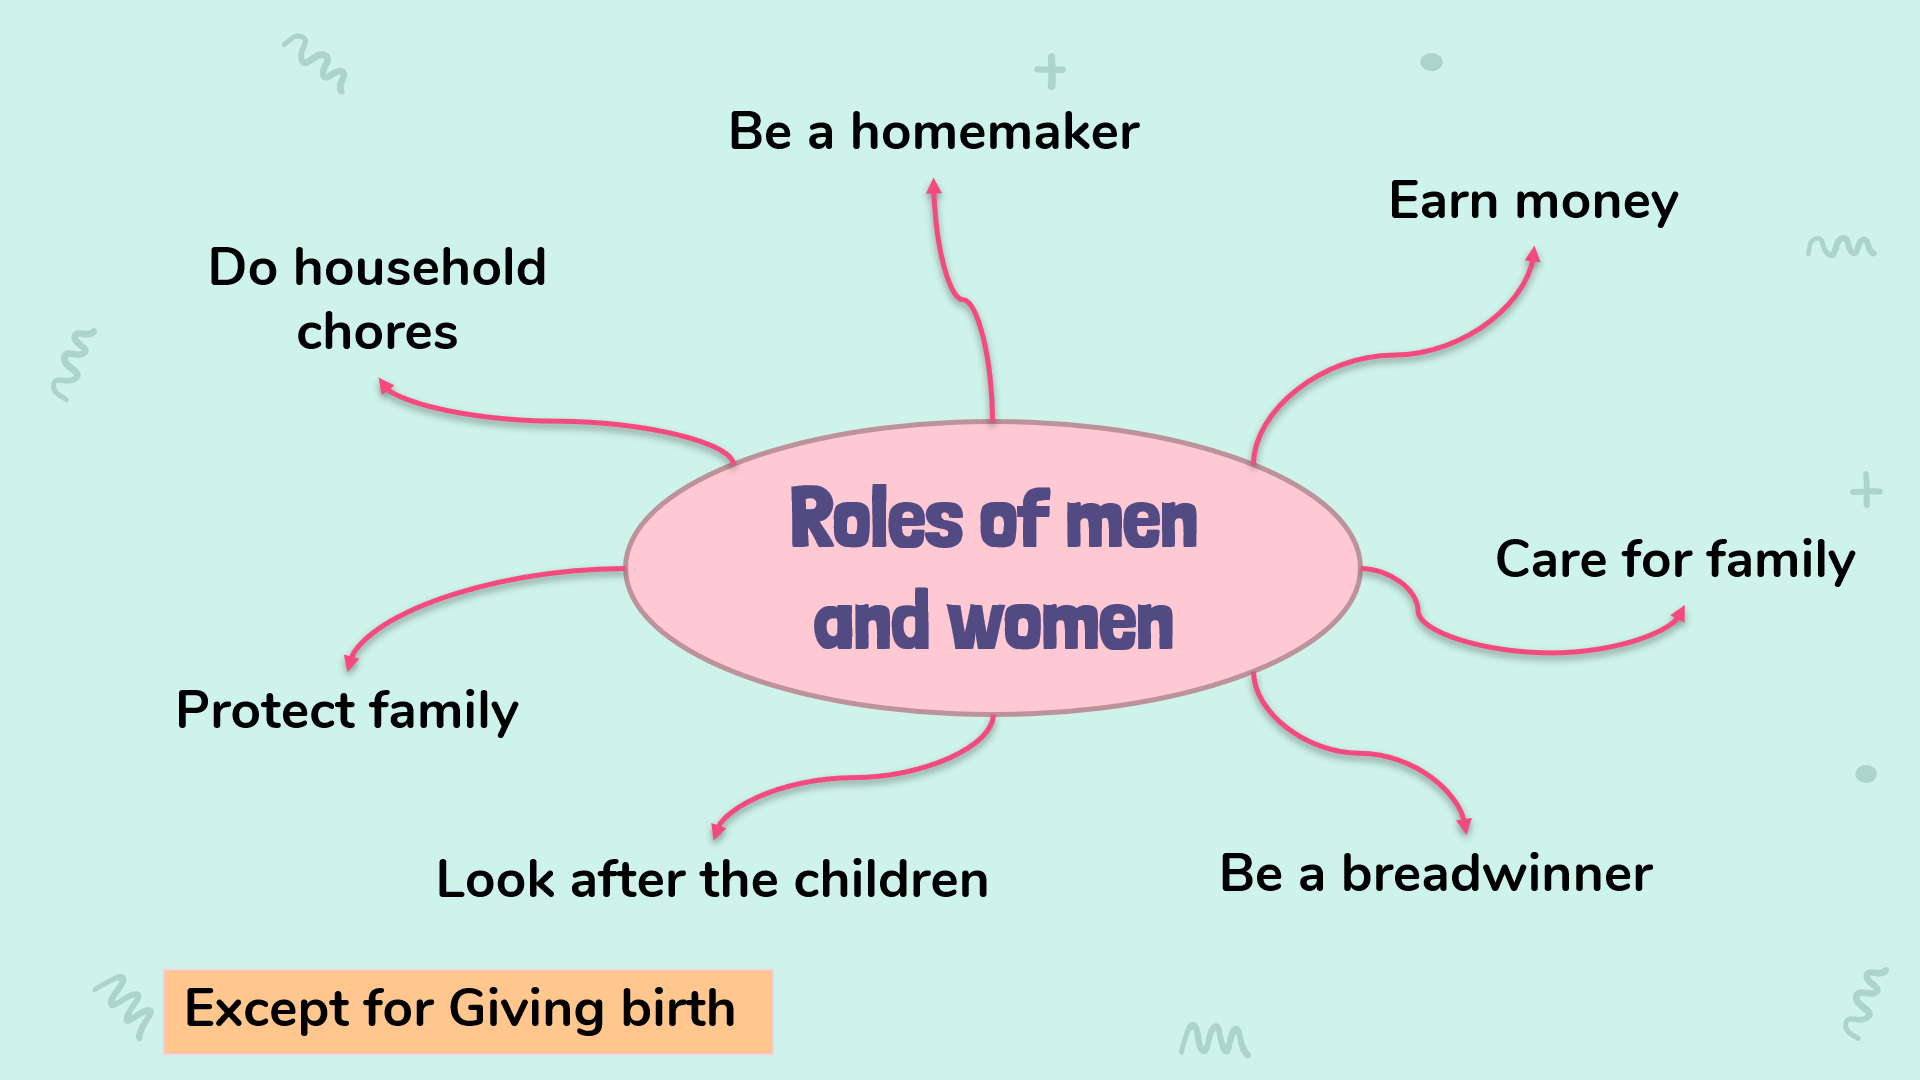 Be a homemaker
Earn money
Do household
chores
Roles of men
and women
Care for family
Protect family
Look after the children
Be a breadwinner
Except for Giving birth